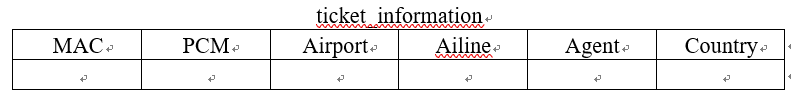 ticket_information
MAC PCM Airport Ailine Agent Country